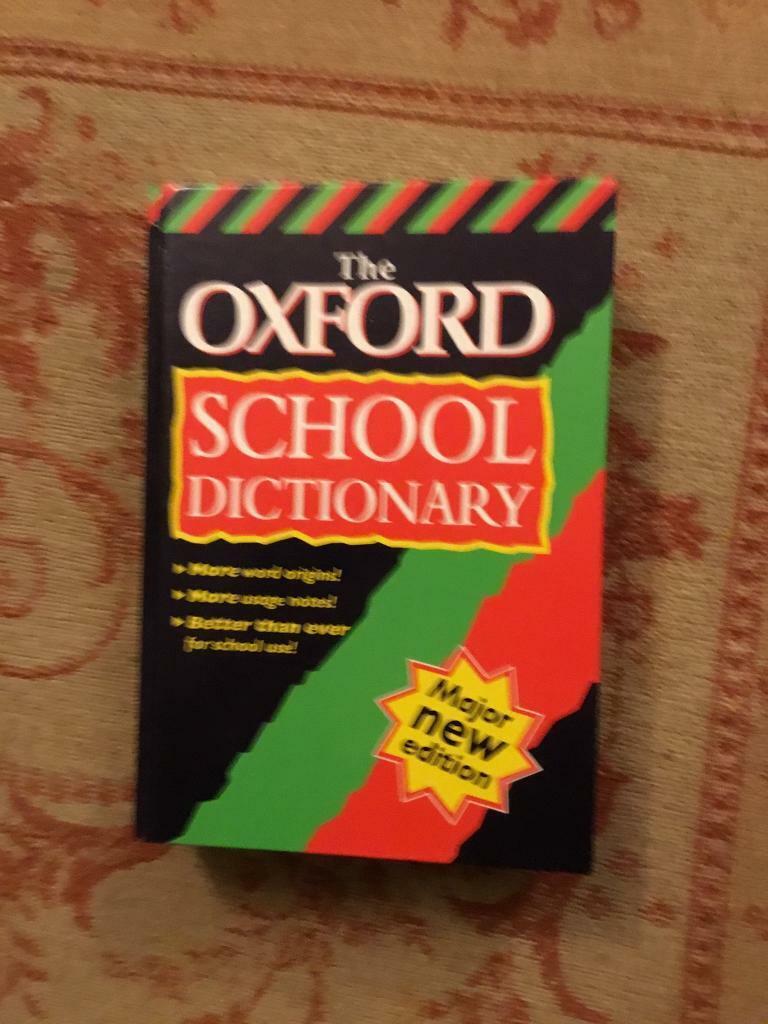 The
OXFORD
SCHOOL
DICTIONARY
▸ More word origins!
▸ More usage notes!
▸ Better than ever
for school use!
Major
new
edition